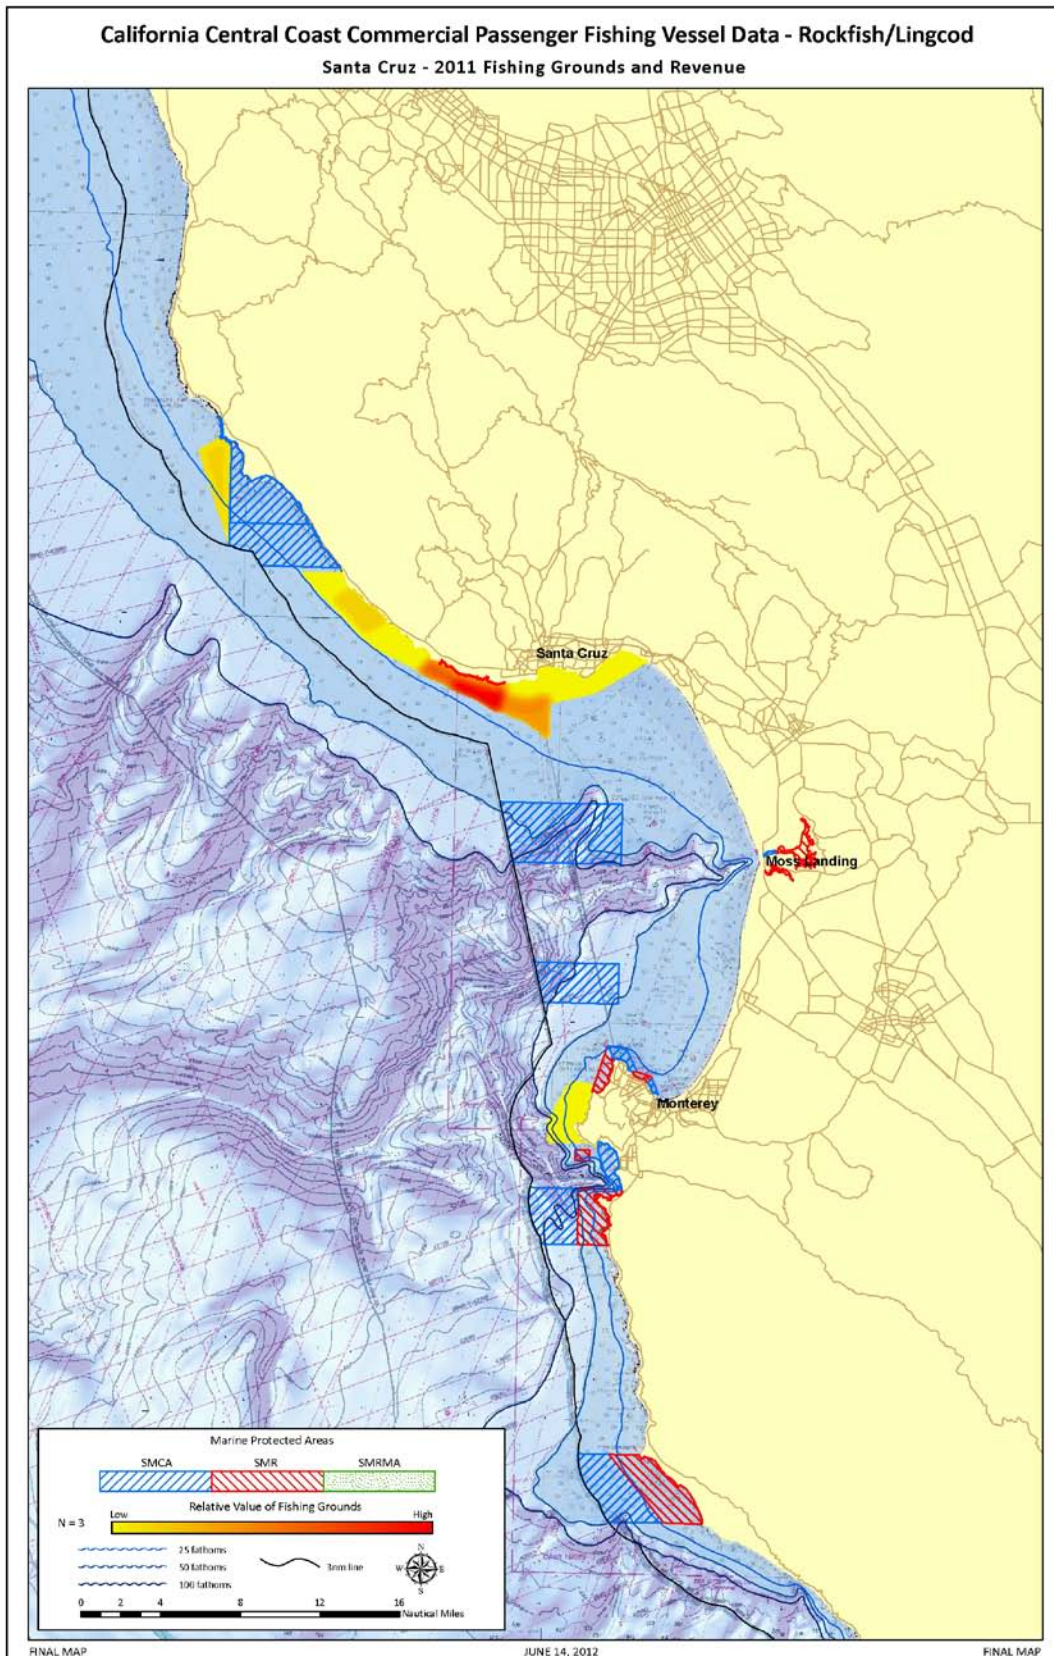 California Central Coast Commercial Passenger Fishing Vessel Data - Rockfish/Lingcod
Santa Cruz - 2011 Fishing Grounds and Revenue
Santa Cruz
Moss Landing
Monterey
Marine Protected Areas
SMCA SMR SMRMA
Relative Value of Fishing Grounds
Low High
N = 3
25 fathoms
50 fathoms 3nm line
100 fathoms
N
W E
S
0 2 4 8 12 16
Nautical Miles
FINAL MAP JUNE 14, 2012 FINAL MAP